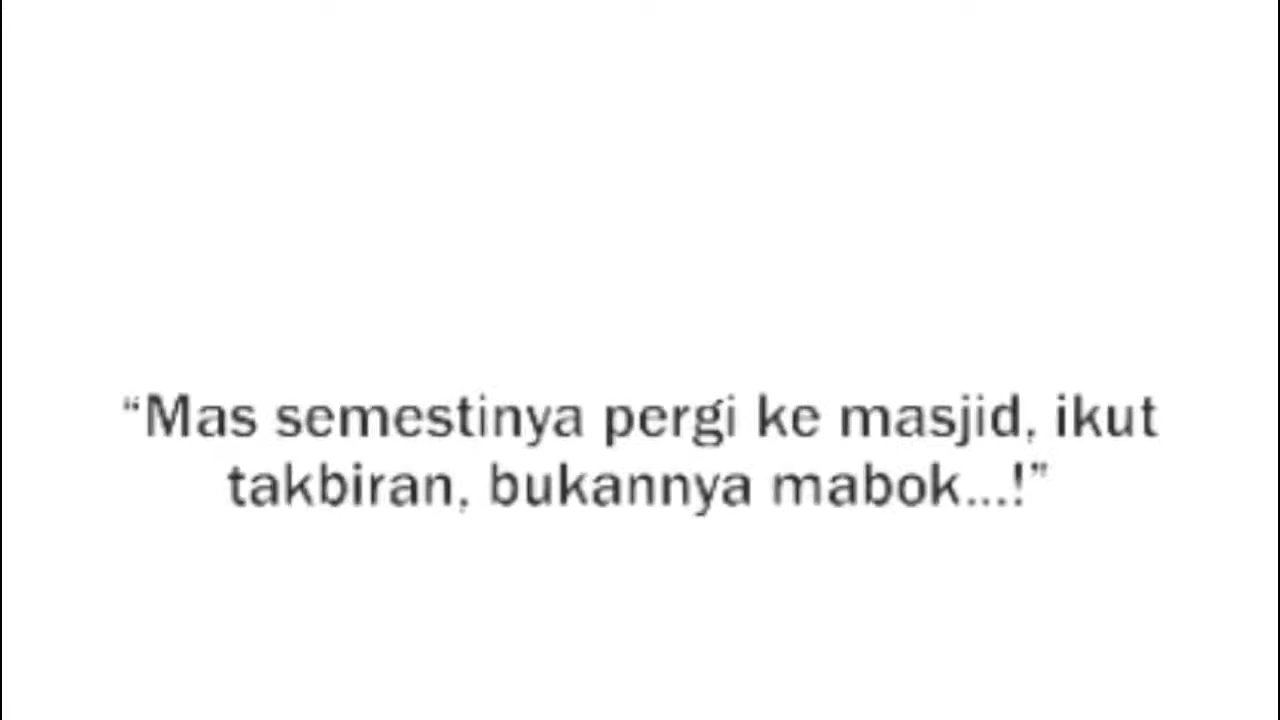 “Mas semestinya pergi ke masjid, ikut
takbiran, bukannya mabok...!”